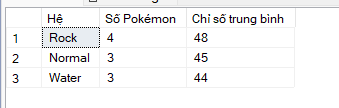 Hệ Số Pokémon Chỉ số trung bình
1 Rock 4 48
2 Normal 3 45
3 Water 3 44